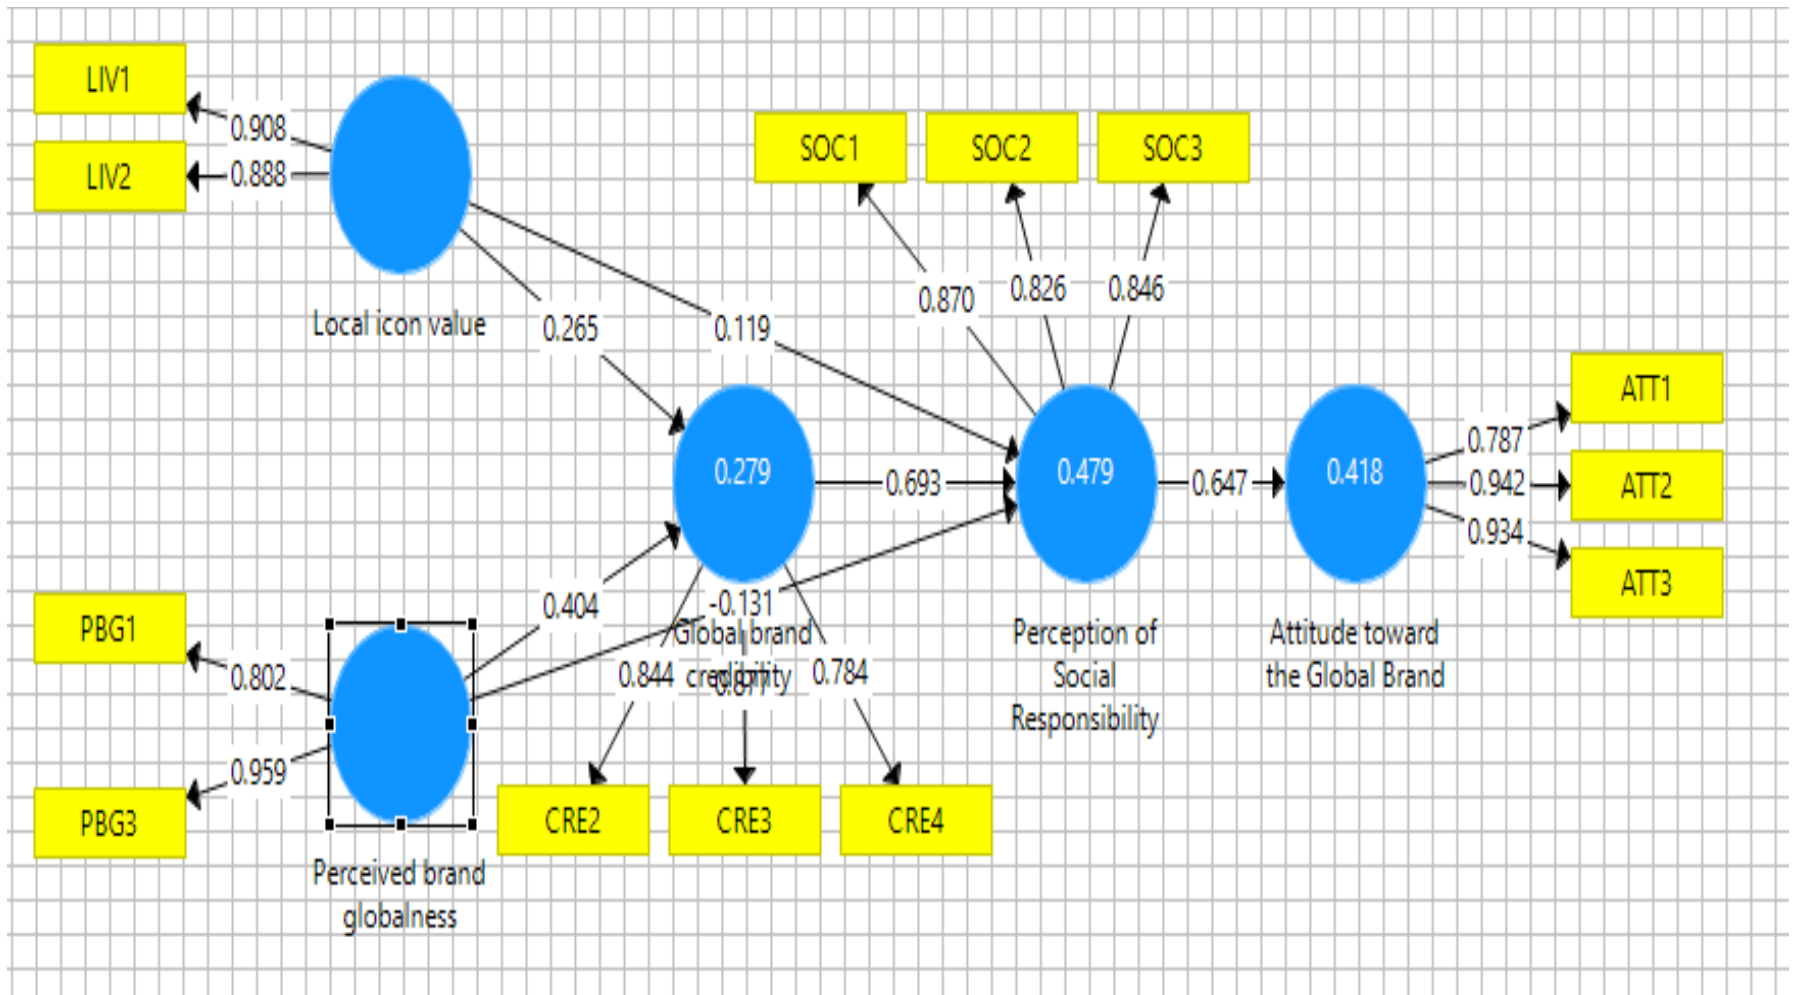 LIV1
0.908
LIV2
0.888
Local icon value
0.265
0.119
SOC1
SOC2
SOC3
0.870
0.826
0.846
0.279
0.693
0.479
0.647
0.418
ATT1
0.787
ATT2
0.942
ATT3
0.934
PBG1
0.802
0.404
-0.131
Global brand
credibility
0.844
0.784
Perception of
Social
Responsibility
Attitude toward
the Global Brand
PBG3
0.959
CRE2
CRE3
CRE4
Perceived brand
globalness